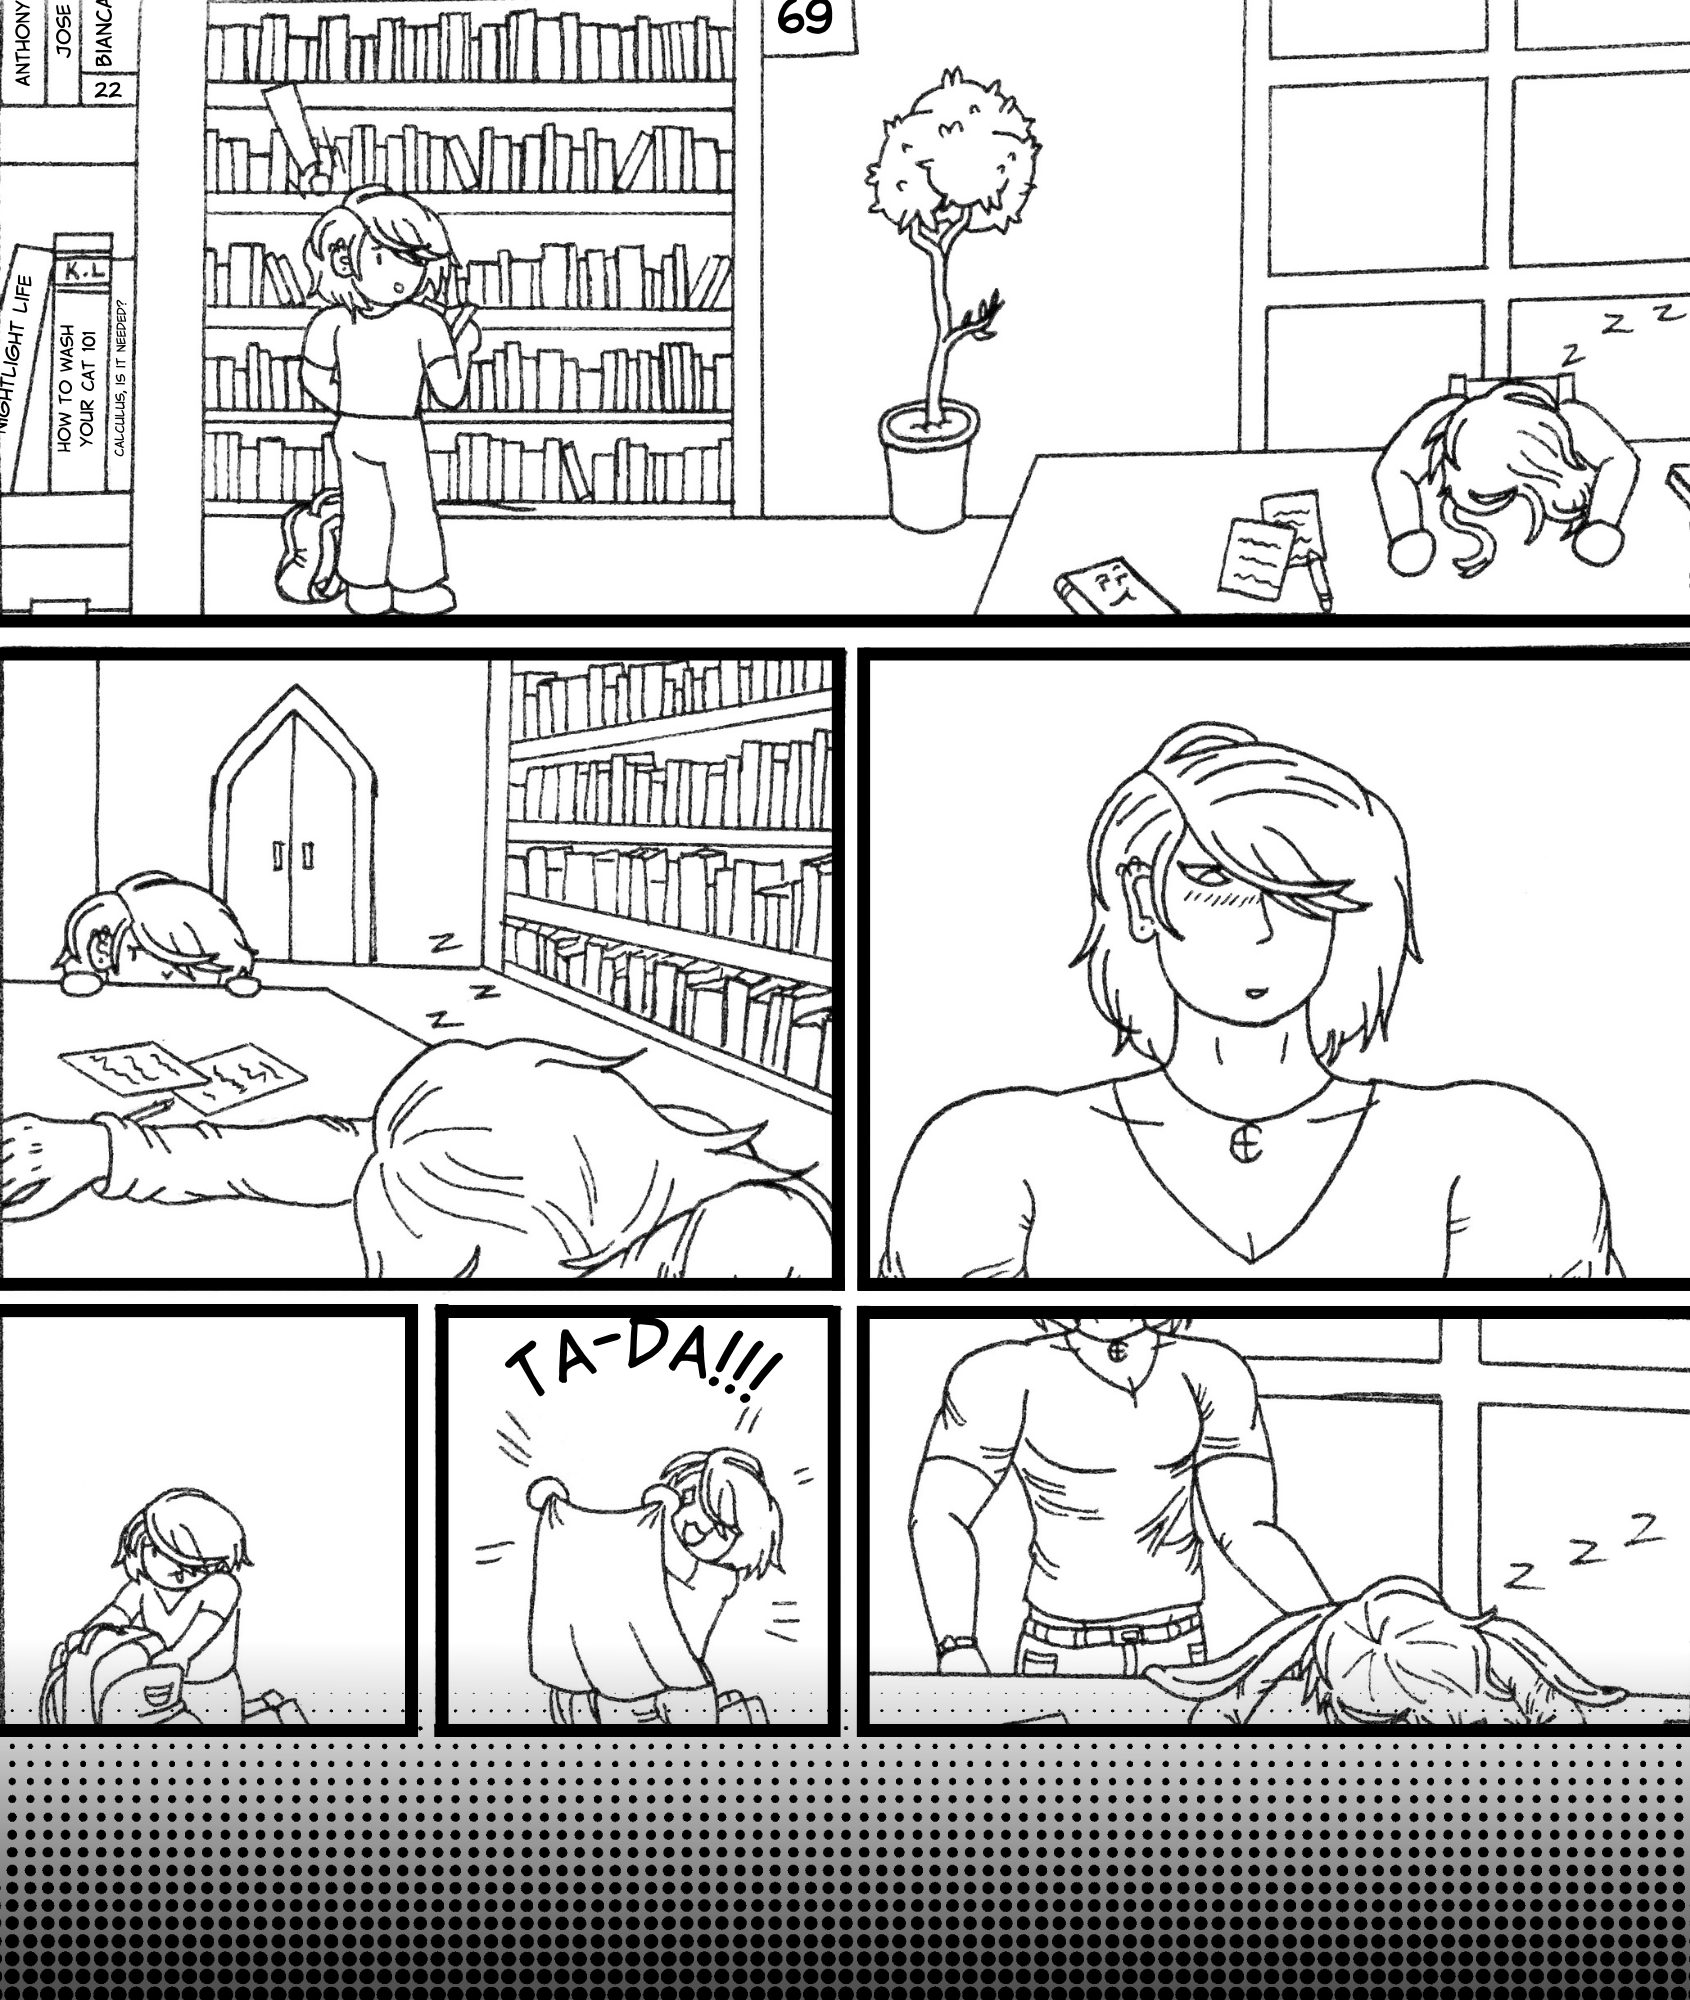 ANTHONY
JOSE
BIANCA
22
69
NIGHTLIGHT LIFE
K.L
HOW TO WASH
YOUR CAT 101
CALCULUS, IS IT NEEDED?
Z Z
Z
Z
Z
Z
TA-DA!!!
Z
Z
Z